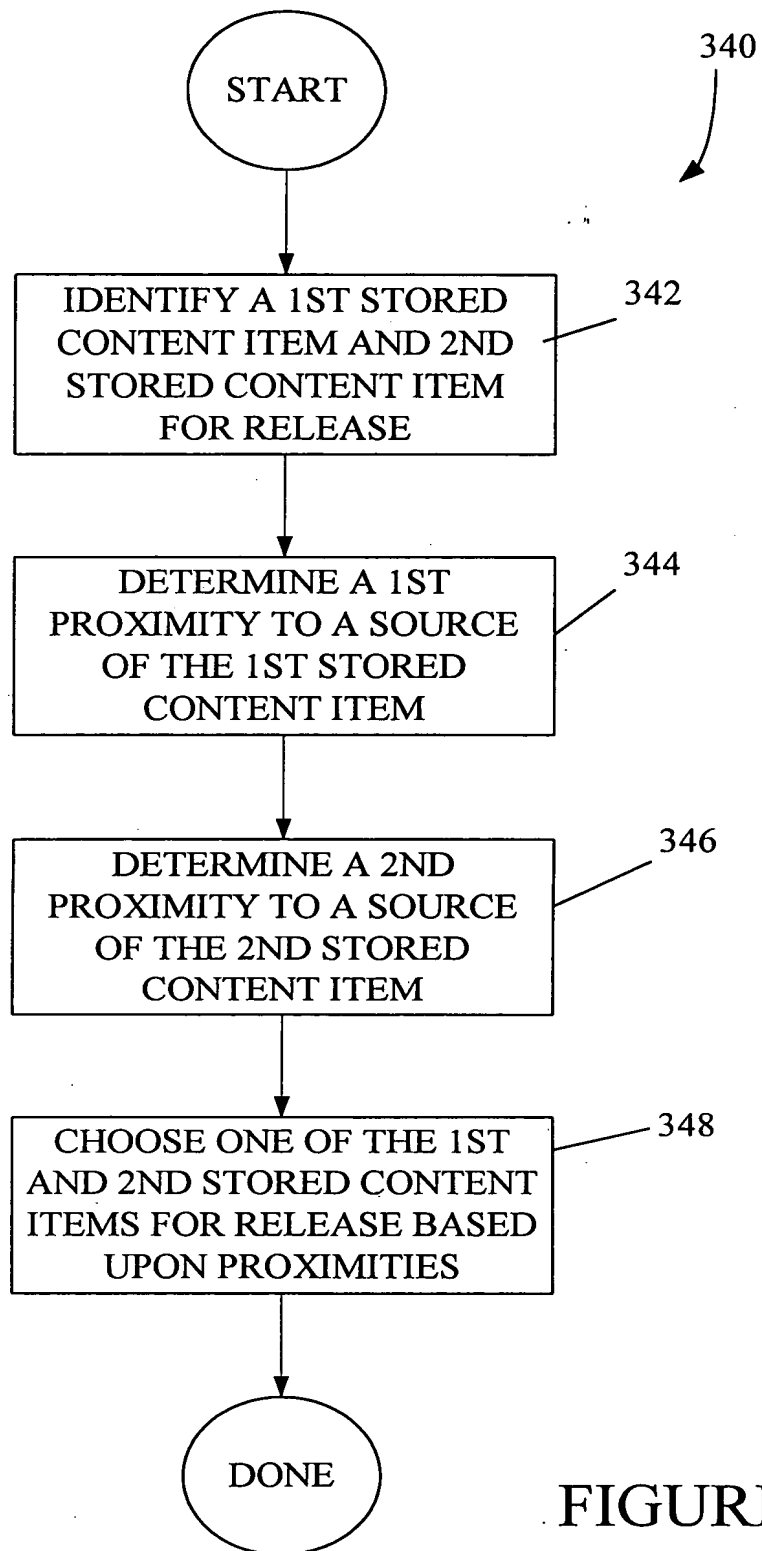 START
340
IDENTIFY A 1ST STORED
CONTENT ITEM AND 2ND
STORED CONTENT ITEM
FOR RELEASE
342
DETERMINE A 1ST
PROXIMITY TO A SOURCE
OF THE 1ST STORED
CONTENT ITEM
344
DETERMINE A 2ND
PROXIMITY TO A SOURCE
OF THE 2ND STORED
CONTENT ITEM
346
CHOOSE ONE OF THE 1ST
AND 2ND STORED CONTENT
ITEMS FOR RELEASE BASED
UPON PROXIMITIES
348
DONE